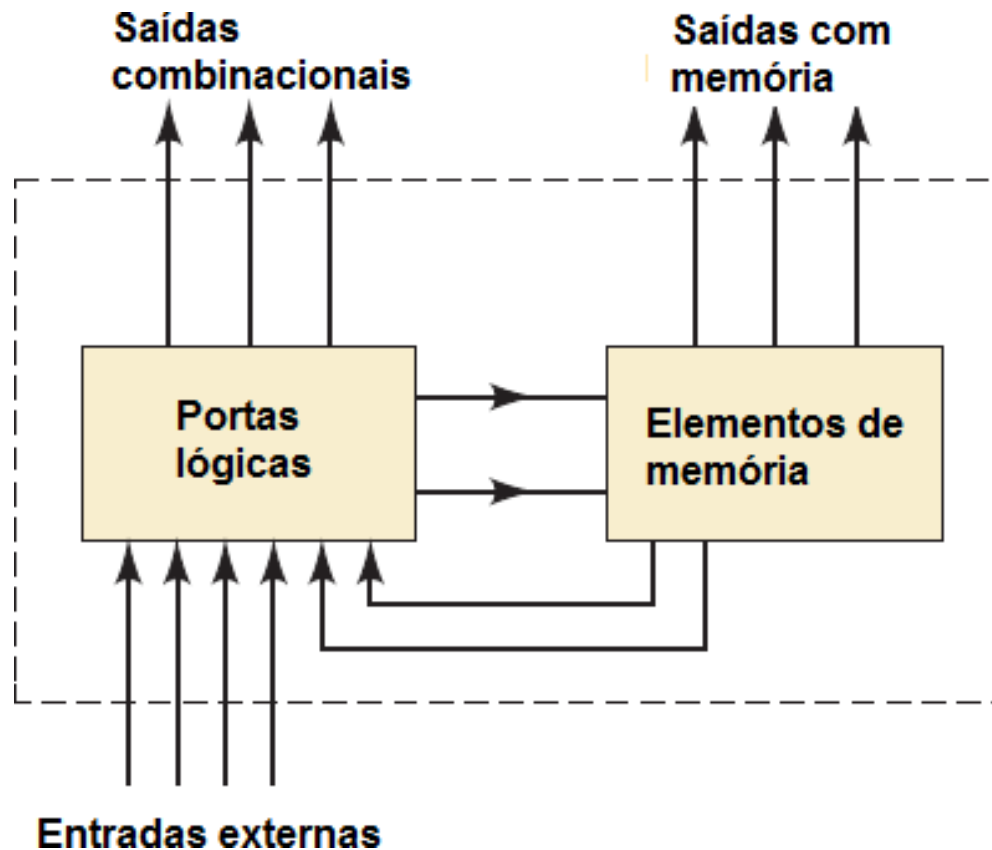 Saídas
combinacionais
Saídas com
memória
Portas
lógicas
Elementos de
memória
Entradas externas